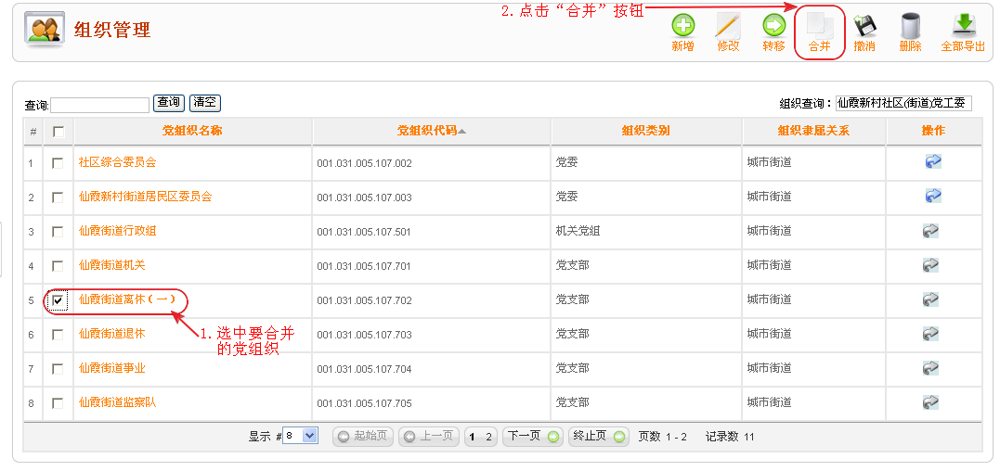 2.点击“合并”按钮
组织管理
新增 修改 转移 合并 撤消 删除 全部导出
查询: 查询 清空 组织查询： 仙霞新村社区(街道)党工委
# 党组织名称 党组织代码 组织类别 组织隶属关系 操作
1 社区综合委员会 001.031.005.107.002 党委 城市街道
2 仙霞新村街道居民区委员会 001.031.005.107.003 党委 城市街道
3 仙霞街道行政组 001.031.005.107.501 机关党组 城市街道
4 仙霞街道机关 001.031.005.107.701 党支部 城市街道
5 仙霞街道离休（一） 001.031.005.107.702 党支部 城市街道
6 仙霞街道退休 001.031.005.107.703 党支部 城市街道
1.选中要合并
的党组织
7 仙霞街道事业 001.031.005.107.704 党支部 城市街道
8 仙霞街道监察队 001.031.005.107.705 党支部 城市街道
显示 # 8 起始页 上一页 1 2 下一页 终止页 页数 1 - 2 记录数 11